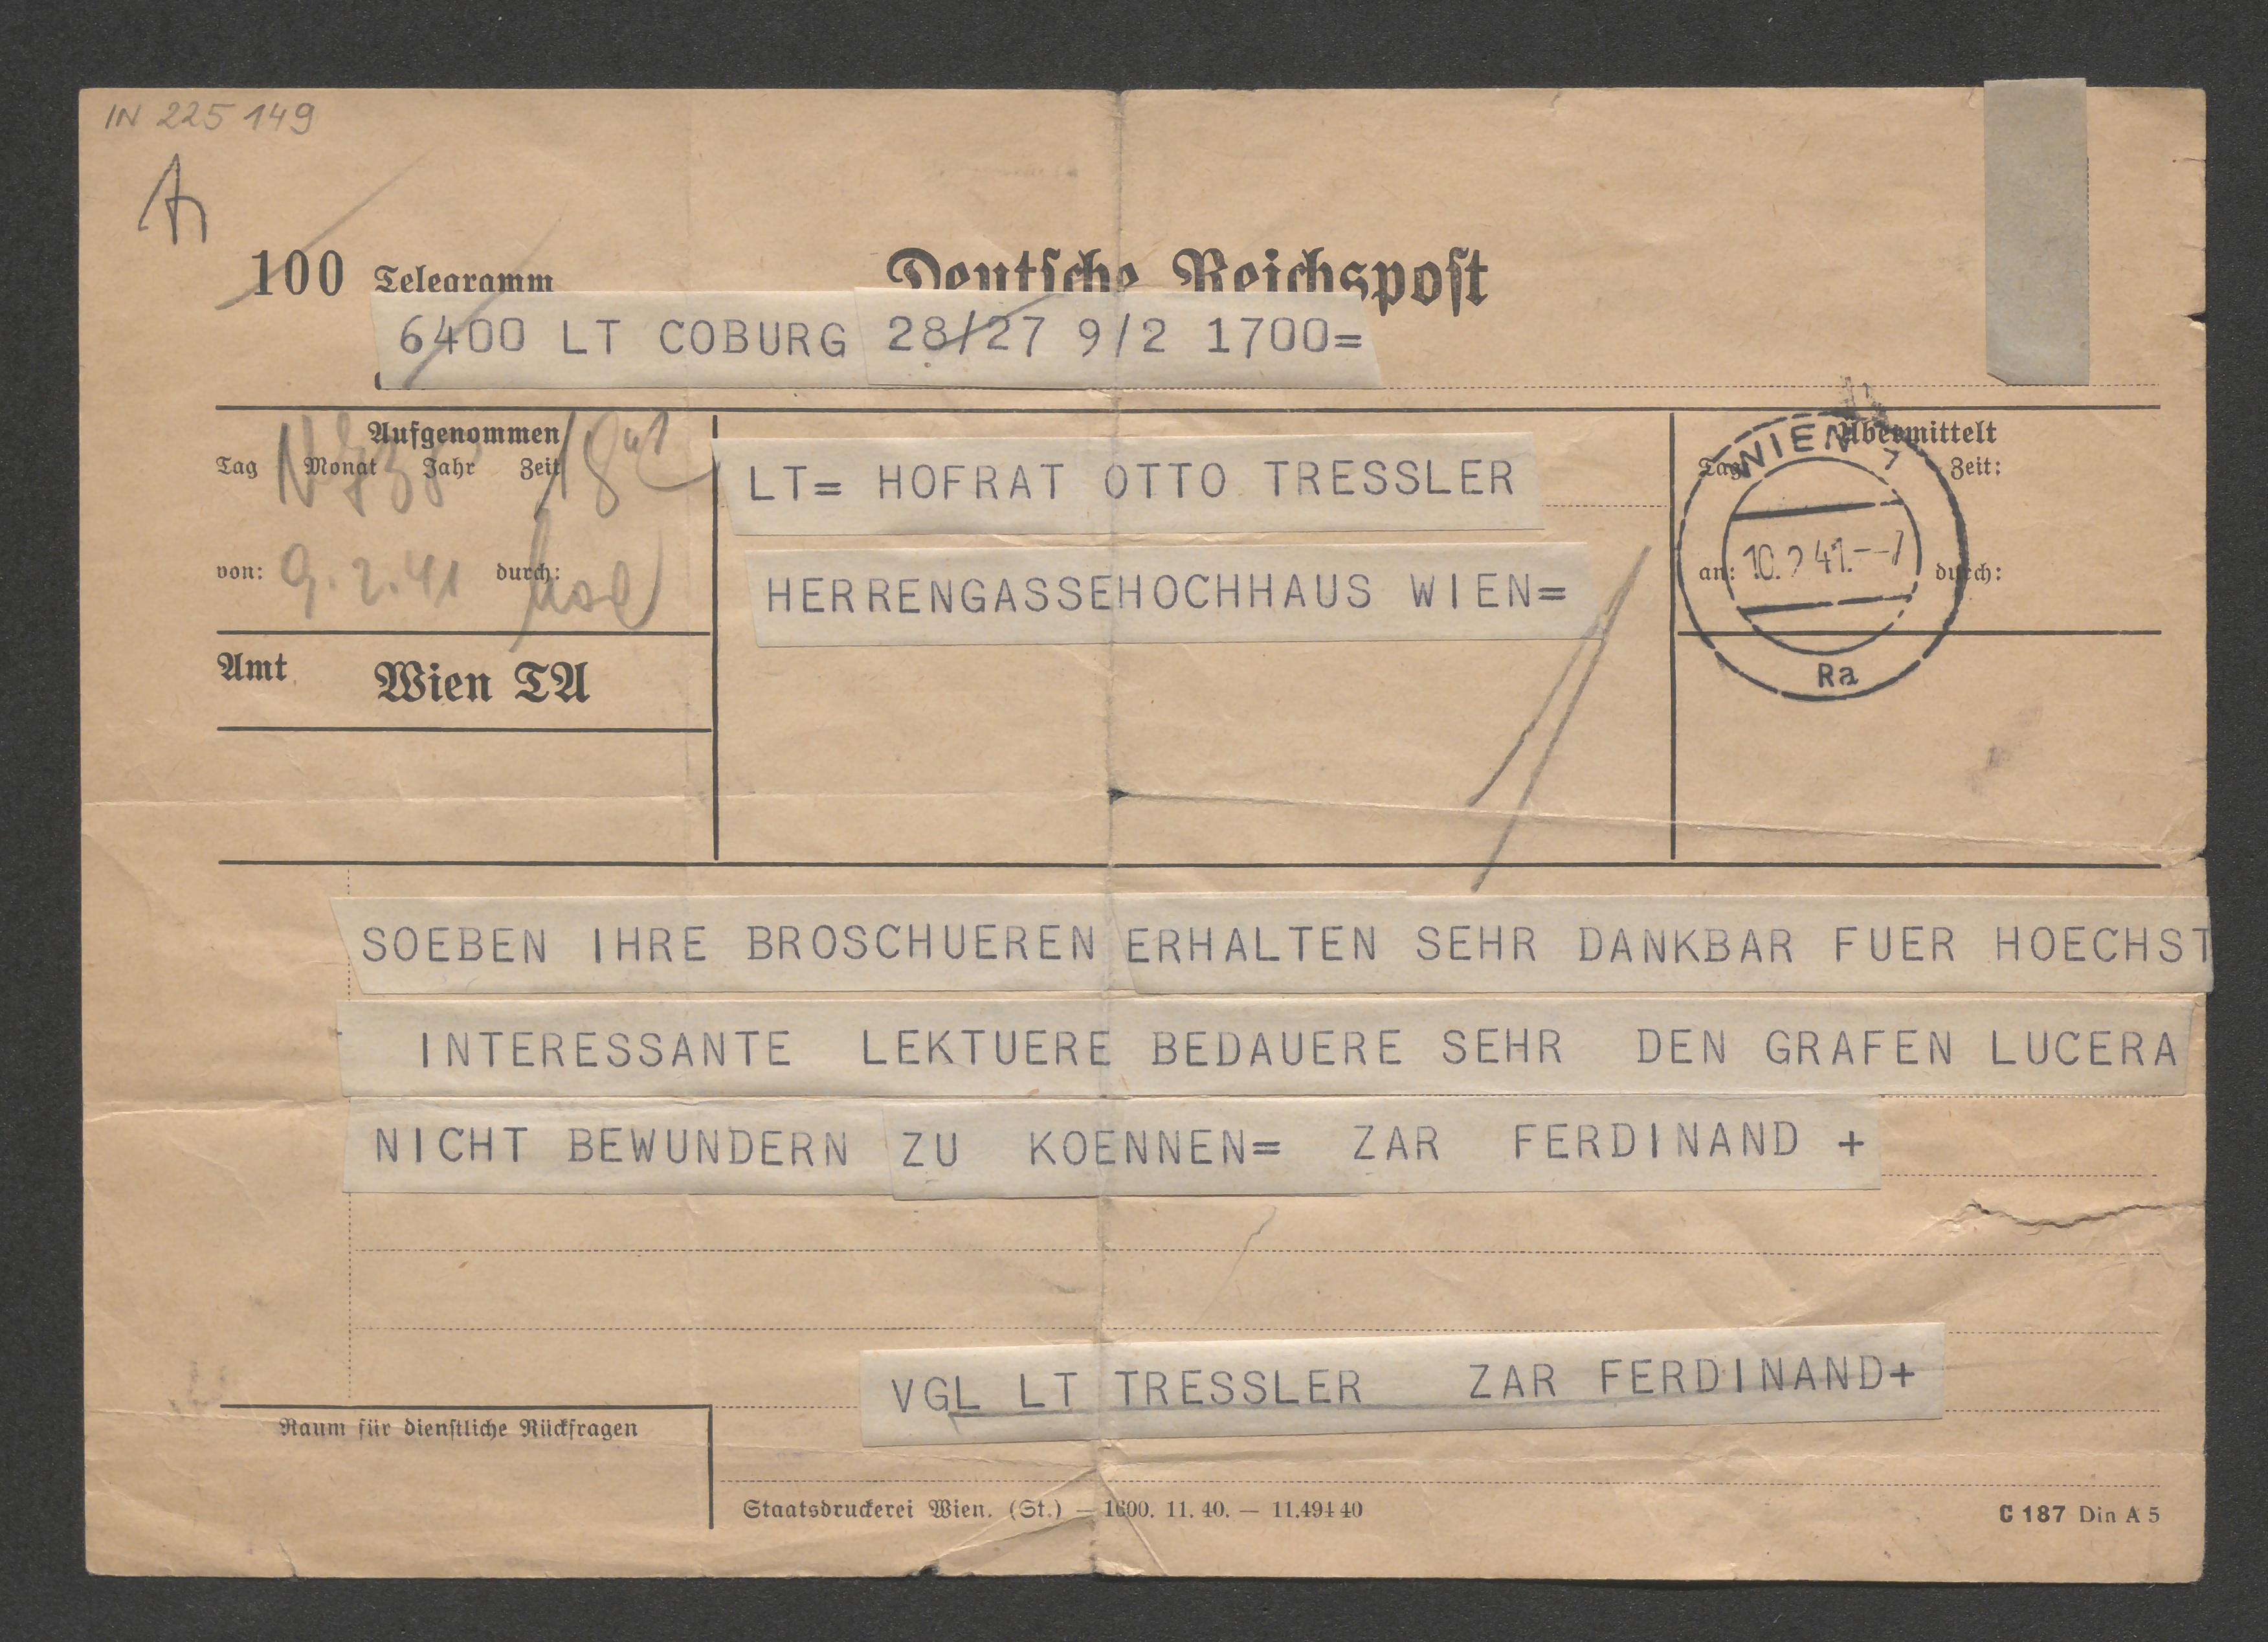 IN 225 149
100 Telegramm
Deutsche Reichspost
6400 LT COBURG 28/27 9/2 1700=
Aufgenommen
Tag Monat Jahr Zeit
von: 9.2.41 durch:
Amt Wien TA
LT= HOFRAT OTTO TRESSLER
HERRENGASSEHOCHHAUS WIEN=
Übermittelt
Tag Zeit:
an: durch:
WIEN
10.2 41.--7
Ra
SOEBEN IHRE BROSCHUEREN ERHALTEN SEHR DANKBAR FUER HOECHST
INTERESSANTE LEKTUERE BEDAUERE SEHR DEN GRAFEN LUCERA
NICHT BEWUNDERN ZU KOENNEN= ZAR FERDINAND +
VGL LT TRESSLER ZAR FERDINAND+
Raum für dienstliche Rückfragen
Staatsdruckerei Wien. (St.) — 1600. 11. 40. — 11.494 40
C 187 Din A 5